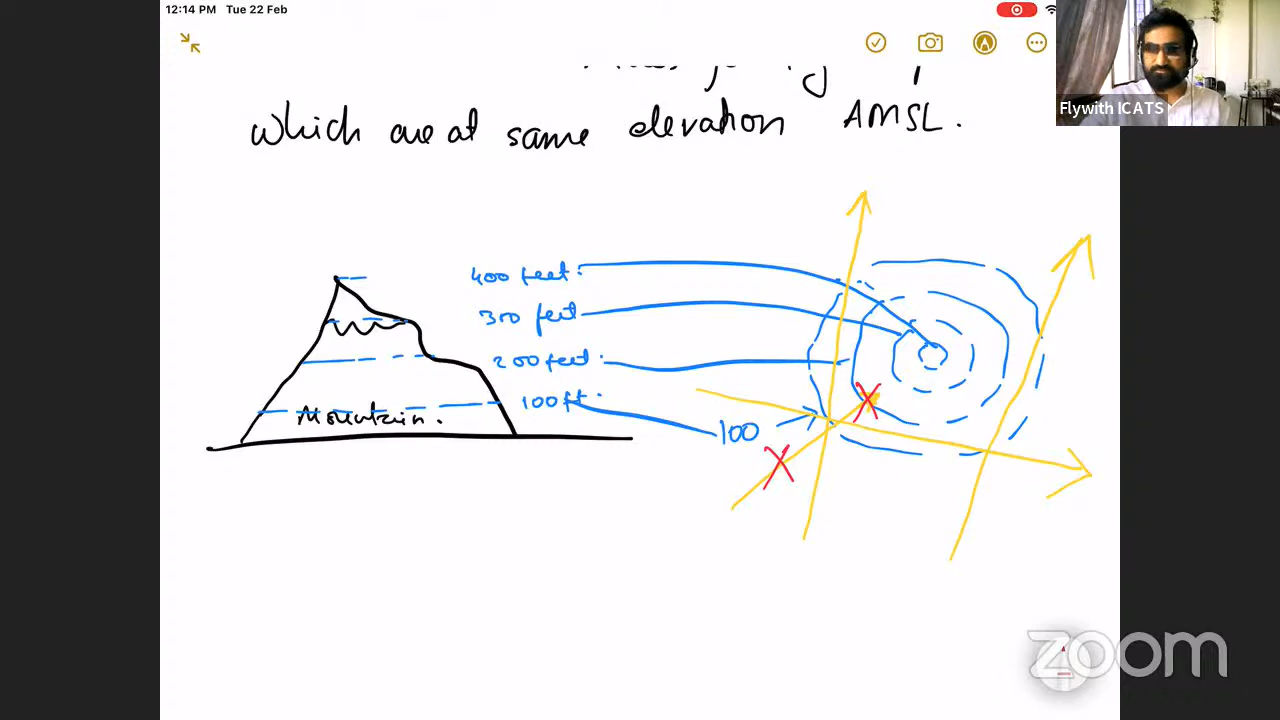 12:14 PM Tue 22 Feb
Flywith ICATS
which are at same elevation AMSL.
400 feet.
300 feet
200 feet.
100 ft.
Mountain.
100
zoom